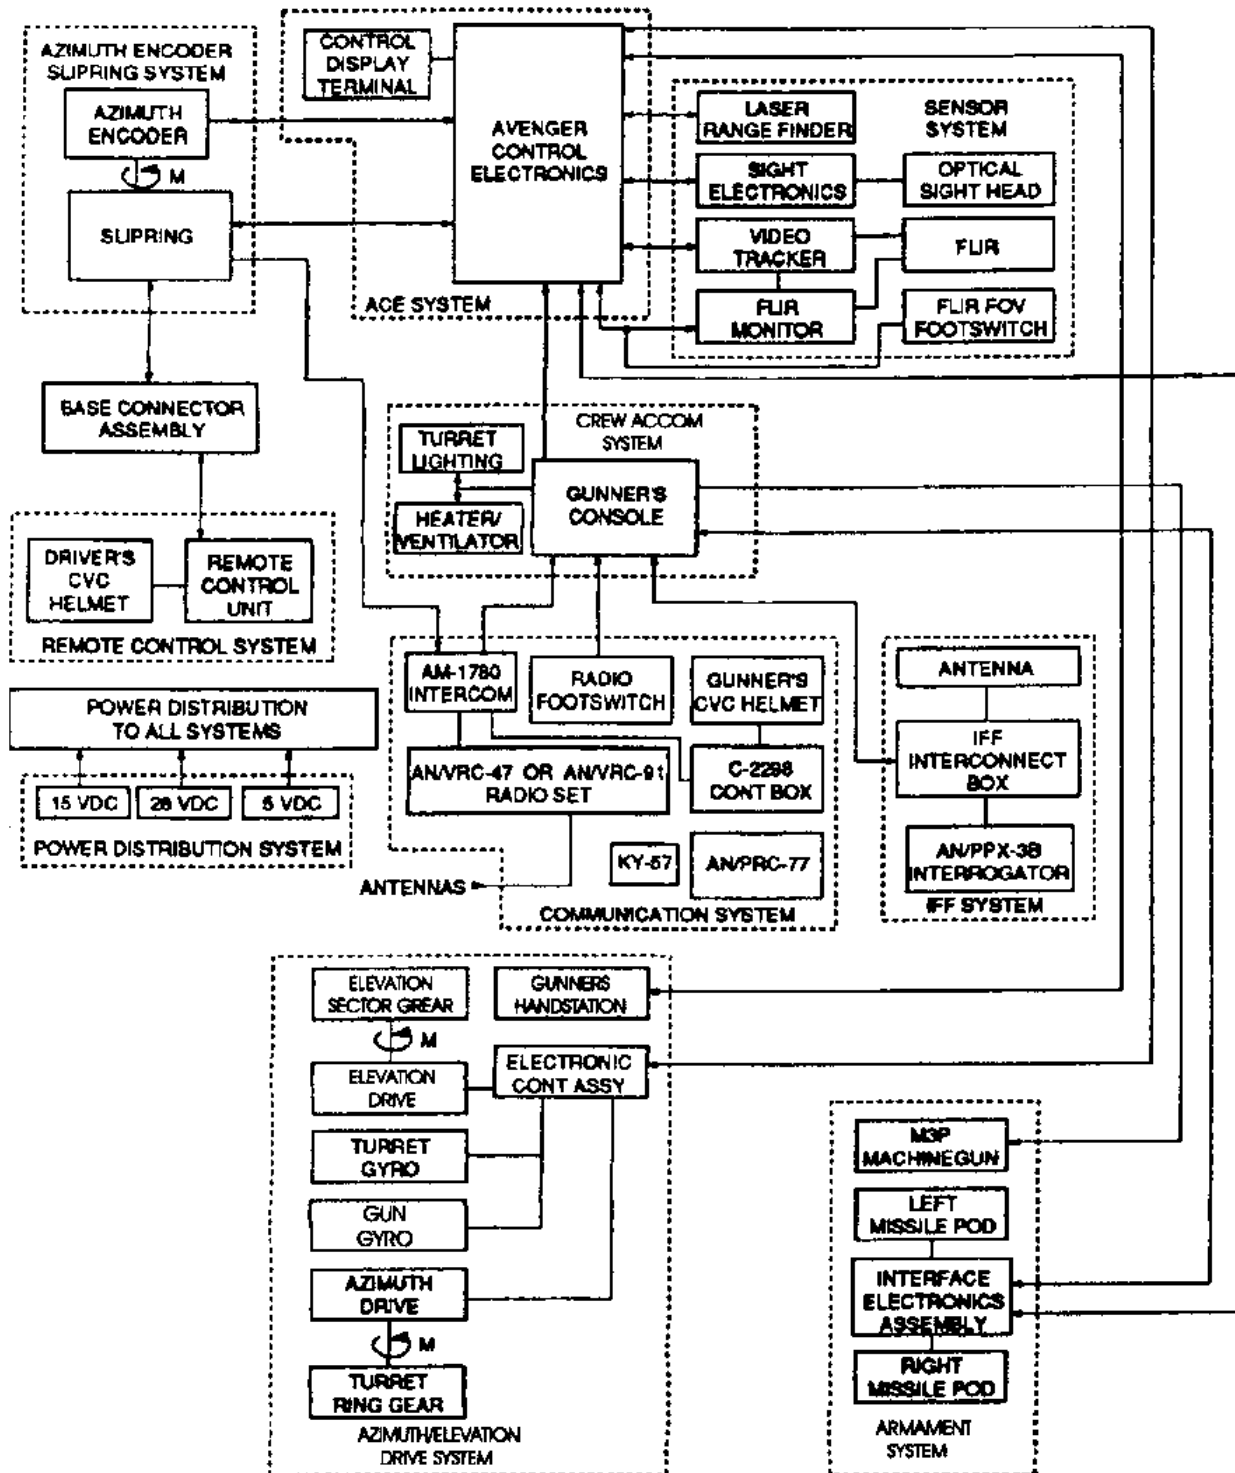 AZIMUTH ENCODER
SLIPRING SYSTEM
AZIMUTH
ENCODER
M
SLIPRING
CONTROL
DISPLAY
TERMINAL
AVENGER
CONTROL
ELECTRONICS
ACE SYSTEM
LASER
RANGE FINDER
SENSOR
SYSTEM
SIGHT
ELECTRONICS
OPTICAL
SIGHT HEAD
VIDEO
TRACKER
FLIR
FLIR
MONITOR
FLIR FOV
FOOTSWITCH
BASE CONNECTOR
ASSEMBLY
CREW ACCOM
SYSTEM
TURRET
LIGHTING
GUNNER'S
CONSOLE
HEATER/
VENTILATOR
DRIVER'S
CVC
HELMET
REMOTE
CONTROL
UNIT
REMOTE CONTROL SYSTEM
AM-1780
INTERCOM
RADIO
FOOTSWITCH
GUNNER'S
CVC HELMET
AN/VRC-47 OR AN/VRC-91
RADIO SET
C-2298
CONT BOX
KY-57
AN/PRC-77
ANTENNAS
COMMUNICATION SYSTEM
ANTENNA
IFF
INTERCONNECT
BOX
AN/PPX-3B
INTERROGATOR
IFF SYSTEM
POWER DISTRIBUTION
TO ALL SYSTEMS
15 VDC
28 VDC
5 VDC
POWER DISTRIBUTION SYSTEM
ELEVATION
SECTOR GREAR
M
GUNNERS
HANDSTATION
ELEVATION
DRIVE
ELECTRONIC
CONT ASSY
TURRET
GYRO
GUN
GYRO
AZIMUTH
DRIVE
M
TURRET
RING GEAR
AZIMUTH/ELEVATION
DRIVE SYSTEM
M3P
MACHINEGUN
LEFT
MISSILE POD
INTERFACE
ELECTRONICS
ASSEMBLY
RIGHT
MISSILE POD
ARMAMENT
SYSTEM